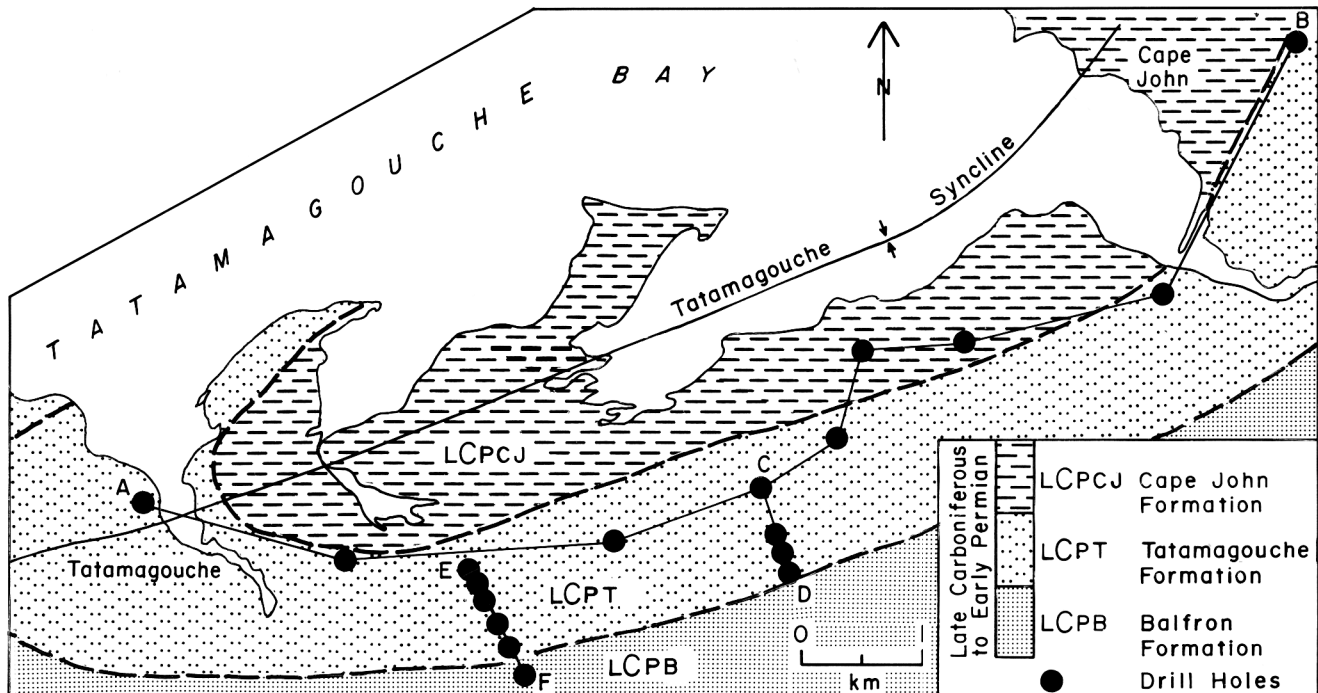 B
Cape
John
TATAMAGOUCHE BAY
N
Syncline
Tatamagouche
LCPCJ
A
C
Tatamagouche
E
LCPT
D
LCPB
F
0 1
km
Late Carboniferous
to Early Permian
LCPCJ Cape John
Formation
LCPT Tatamagouche
Formation
LCPB Balfron
Formation
Drill Holes